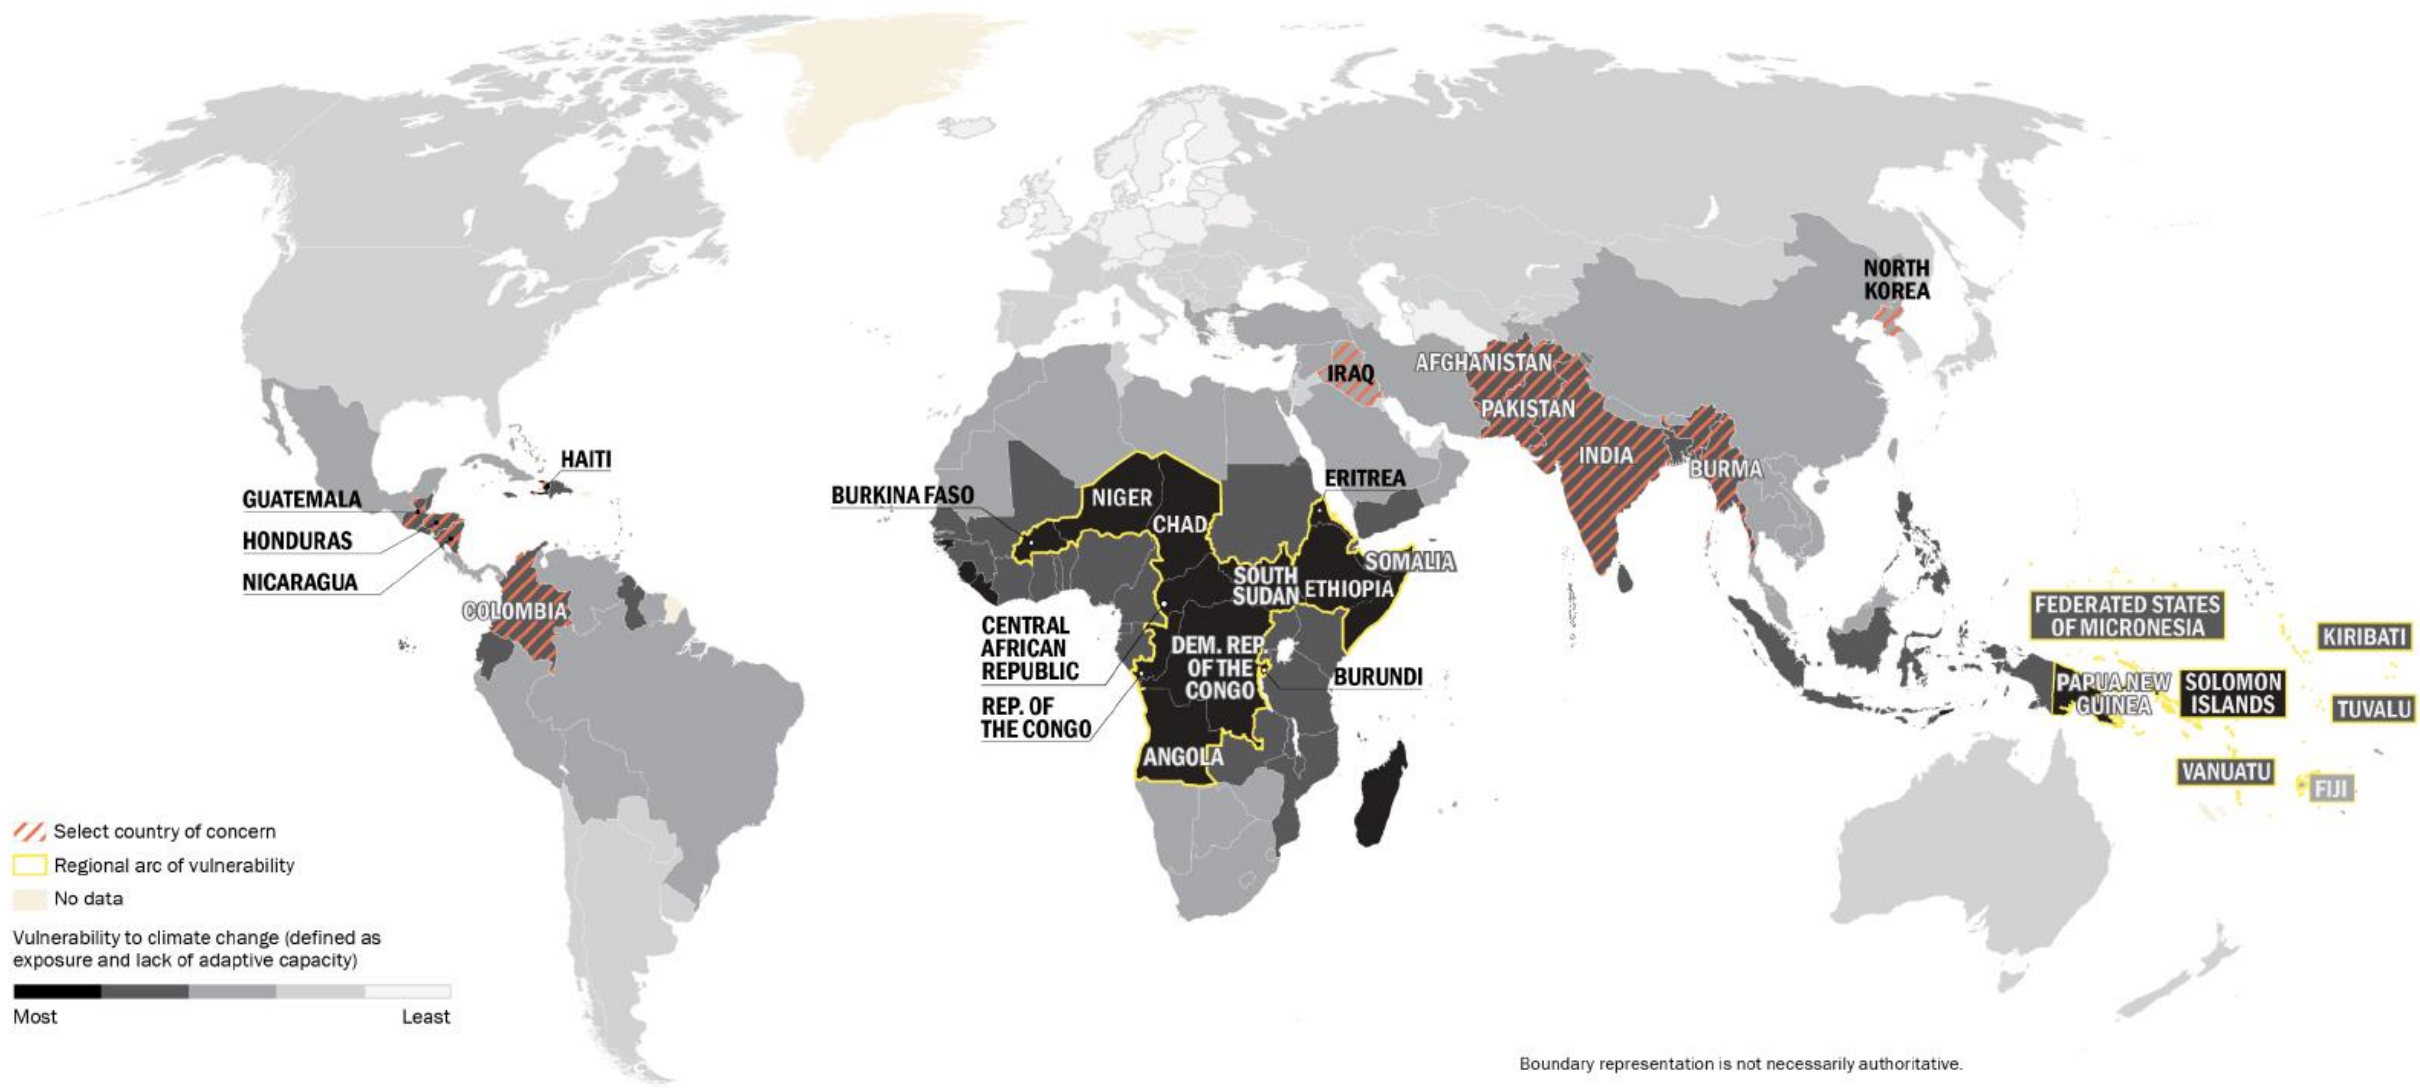 NORTH
KOREA
AFGHANISTAN
IRAQ
PAKISTAN
INDIA
BURMA
HAITI
GUATEMALA
HONDURAS
NICARAGUA
COLOMBIA
BURKINA FASO
NIGER
CHAD
ERITREA
SOMALIA
SOUTH
SUDAN
ETHIOPIA
CENTRAL
AFRICAN
REPUBLIC
DEM. REP.
OF THE
CONGO
BURUNDI
REP. OF
THE CONGO
ANGOLA
FEDERATED STATES
OF MICRONESIA
KIRIBATI
PAPUA NEW
GUINEA
SOLOMON
ISLANDS
TUVALU
VANUATU
FIJI
Select country of concern
Regional arc of vulnerability
No data
Vulnerability to climate change (defined as
exposure and lack of adaptive capacity)
Most
Least
Boundary representation is not necessarily authoritative.